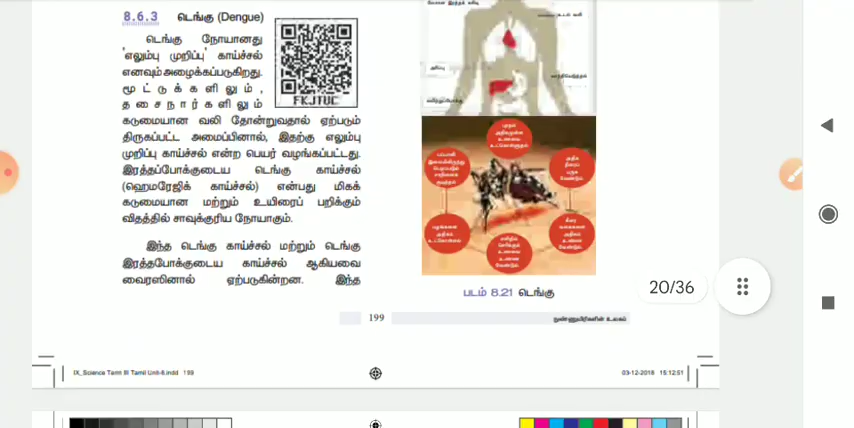 8.6.3 டெங்கு (Dengue)
டெங்கு நோயானது
'எலும்பு முறிப்பு' காய்ச்சல்
எனவும் அழைக்கப்படுகிறது.
மூட்டுக்களிலும்,
தசைநார்களிலும்
கடுமையான வலி தோன்றுவதால் ஏற்படும்
திருகப்பட்ட அமைப்பினால், இதற்கு எலும்பு
முறிப்பு காய்ச்சல் என்ற பெயர் வழங்கப்பட்டது.
இரத்தப்போக்குடைய டெங்கு காய்ச்சல்
(ஹெமரேஜிக் காய்ச்சல்) என்பது மிகக்
கடுமையான மற்றும் உயிரைப் பறிக்கும்
விதத்தில் சாவுக்குரிய நோயாகும்.
இந்த டெங்கு காய்ச்சல் மற்றும் டெங்கு
இரத்தபோக்குடைய காய்ச்சல் ஆகியவை
வைரஸினால் ஏற்படுகின்றன. இந்த
FKJTUC
படம் 8.21 டெங்கு
20/36
199
நுண்ணுயிரிகளின் உலகம்
IX_Science Term III Tamil Unit-8.indd 199
03-12-2018 15:12:51